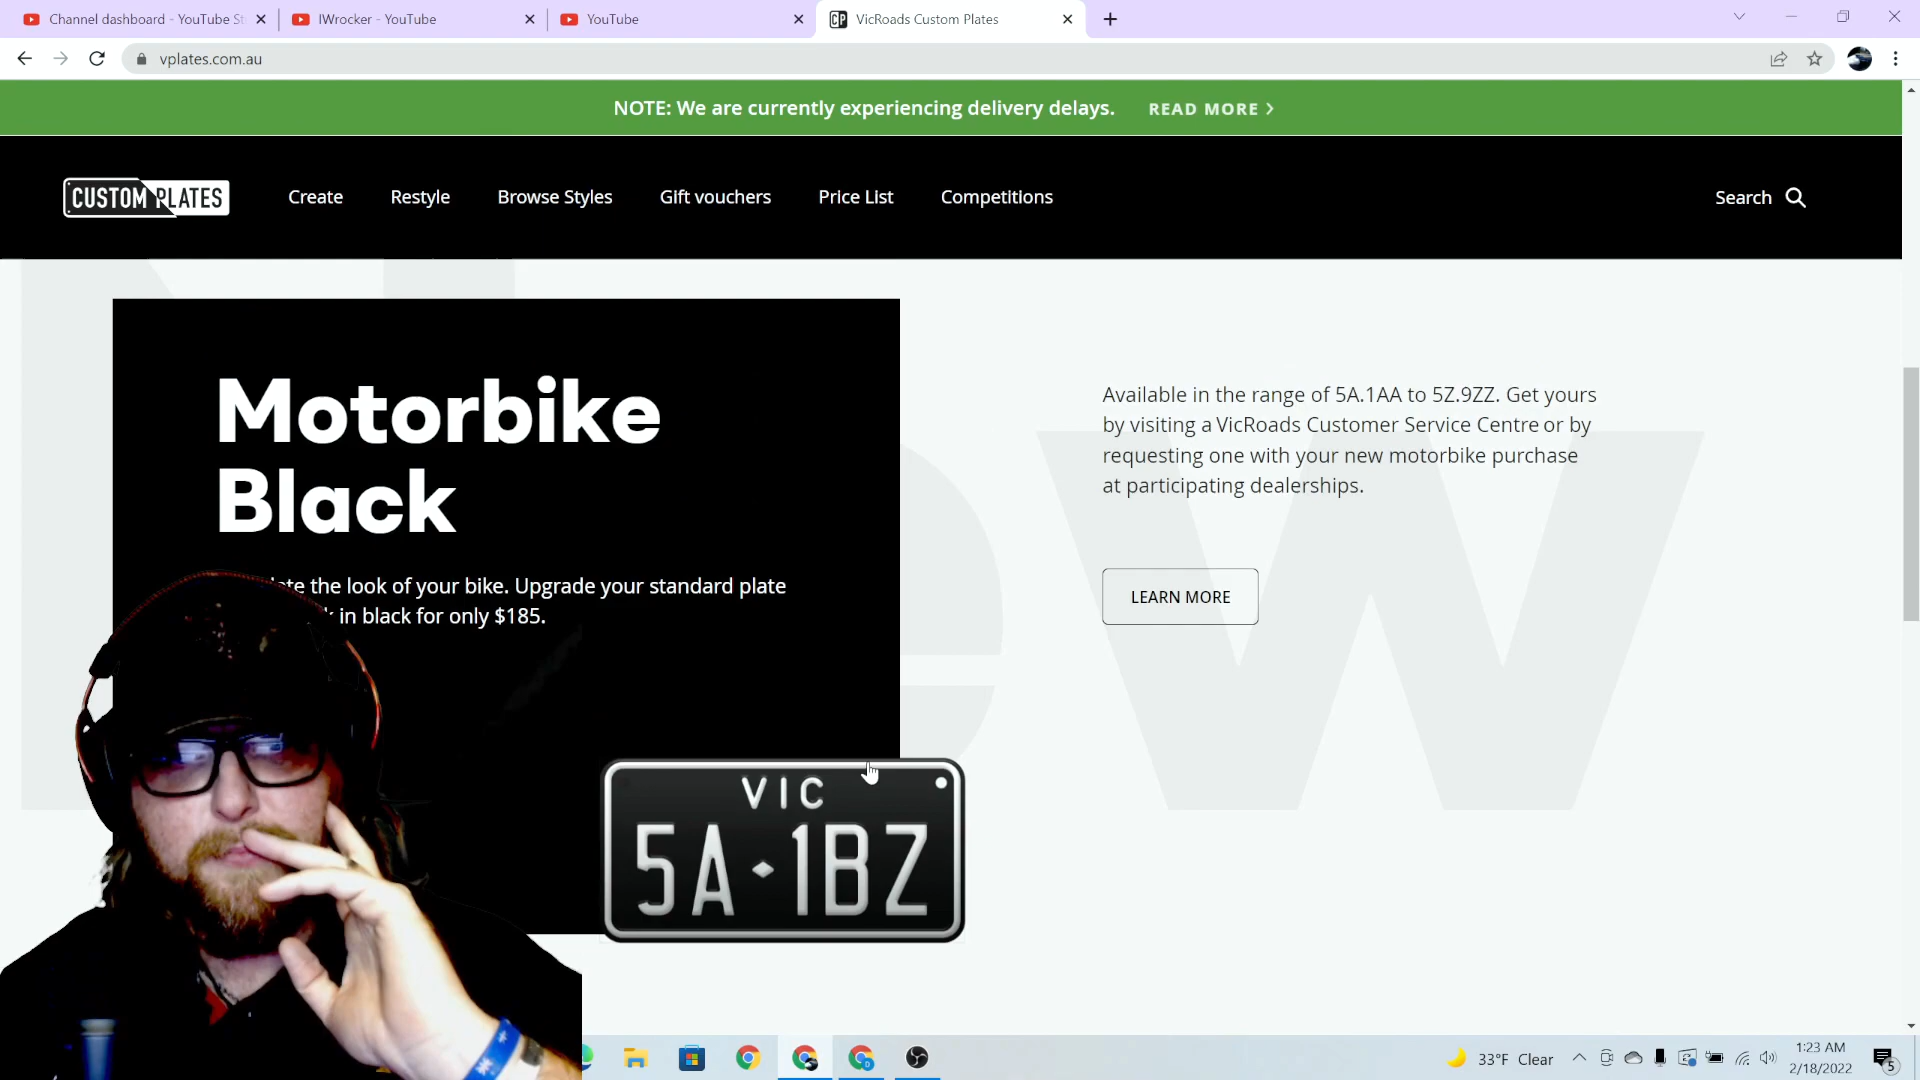 Channel dashboard - YouTube St
IWrocker - YouTube
YouTube
CP VicRoads Custom Plates
vplates.com.au
NOTE: We are currently experiencing delivery delays. READ MORE >
CUSTOM PLATES
Create
Restyle
Browse Styles
Gift vouchers
Price List
Competitions
Search
Motorbike
Black
the look of your bike. Upgrade your standard plate
in black for only $185.
VIC
5A·1BZ
Available in the range of 5A.1AA to 5Z.9ZZ. Get yours
by visiting a VicRoads Customer Service Centre or by
requesting one with your new motorbike purchase
at participating dealerships.
LEARN MORE
ew
33°F Clear
1:23 AM
2/18/2022
5